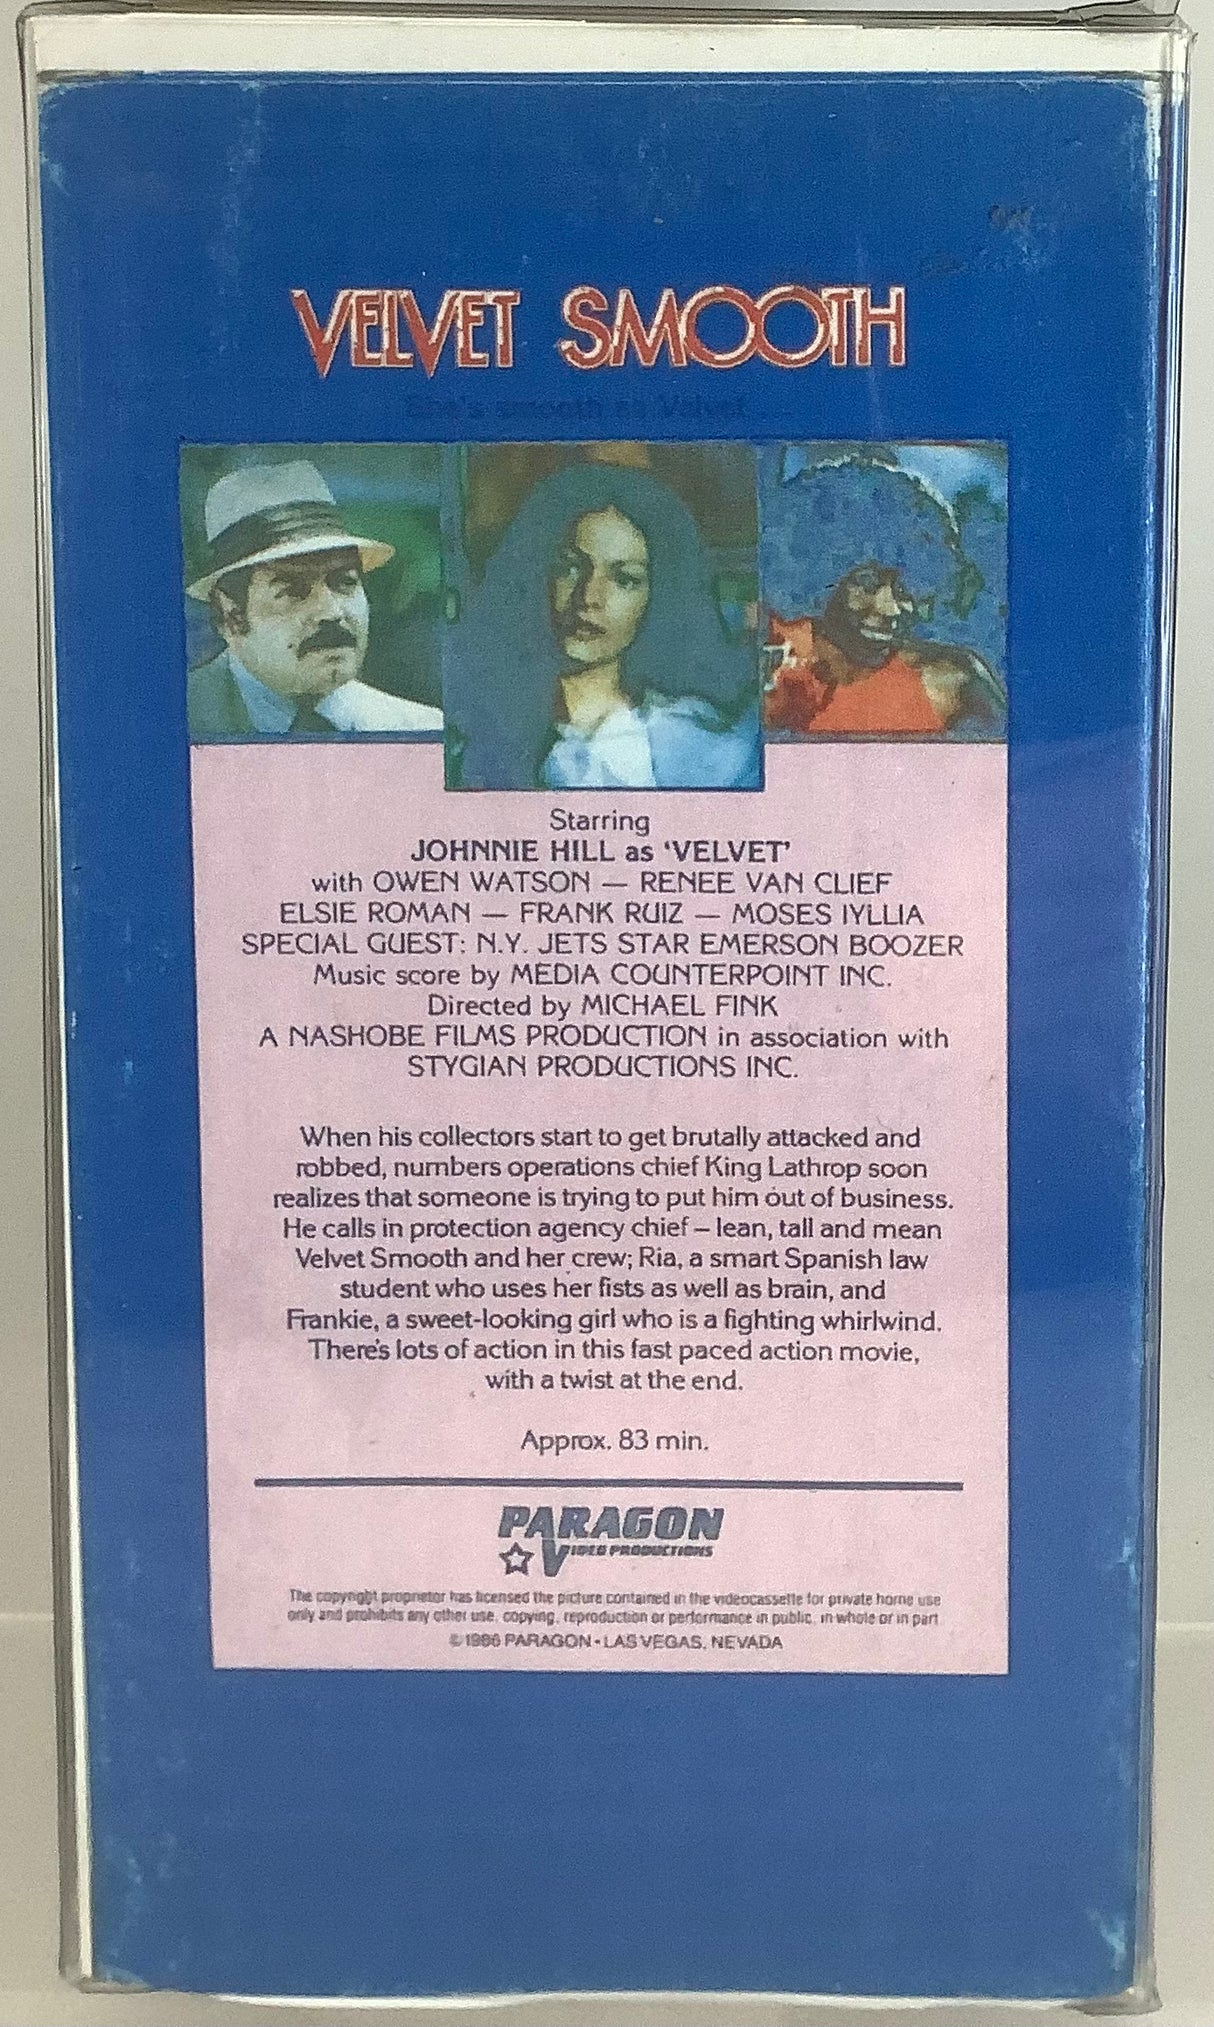 VELVET SMOOTH
She's smooth as Velvet ...
Starring
JOHNNIE HILL as ‘VELVET’
with OWEN WATSON — RENEE VAN CLIEF
ELSIE ROMAN — FRANK RUIZ — MOSES IYLLIA
SPECIAL GUEST: N.Y. JETS STAR EMERSON BOOZER
Music score by MEDIA COUNTERPOINT INC.
Directed by MICHAEL FINK
A NASHOBE FILMS PRODUCTION in association with
STYGIAN PRODUCTIONS INC.
When his collectors start to get brutally attacked and
robbed, numbers operations chief King Lathrop soon
realizes that someone is trying to put him out of business.
He calls in protection agency chief – lean, tall and mean
Velvet Smooth and her crew; Ria, a smart Spanish law
student who uses her fists as well as brain, and
Frankie, a sweet-looking girl who is a fighting whirlwind.
There's lots of action in this fast paced action movie,
with a twist at the end.
Approx. 83 min.
PARAGON
VIDEO PRODUCTIONS
The copyright proprietor has licensed the picture contained in the videocassette for private home use
only and prohibits any other use, copying, reproduction or performance in public, in whole or in part
© 1986 PARAGON • LAS VEGAS, NEVADA